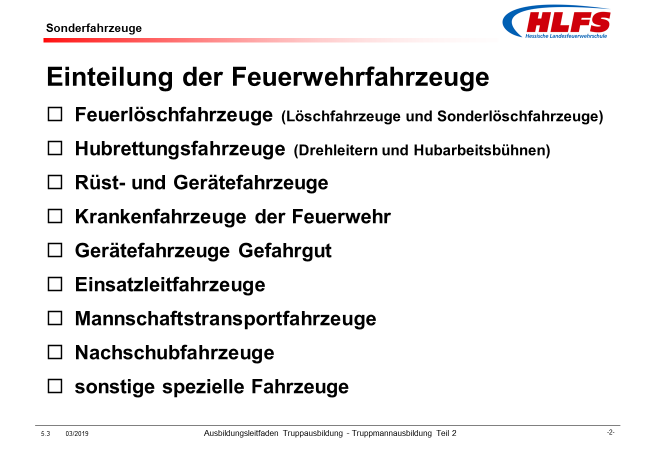 Sonderfahrzeuge
HLFS
Hessische Landesfeuerwehrschule
Einteilung der Feuerwehrfahrzeuge
☐ Feuerlöschfahrzeuge (Löschfahrzeuge und Sonderlöschfahrzeuge)
☐ Hubrettungsfahrzeuge (Drehleitern und Hubarbeitsbühnen)
☐ Rüst- und Gerätefahrzeuge
☐ Krankenfahrzeuge der Feuerwehr
☐ Gerätefahrzeuge Gefahrgut
☐ Einsatzleitfahrzeuge
☐ Mannschaftstransportfahrzeuge
☐ Nachschubfahrzeuge
☐ sonstige spezielle Fahrzeuge
5.3 03/2019 Ausbildungsleitfaden Truppausbildung - Truppmannausbildung Teil 2 -2-